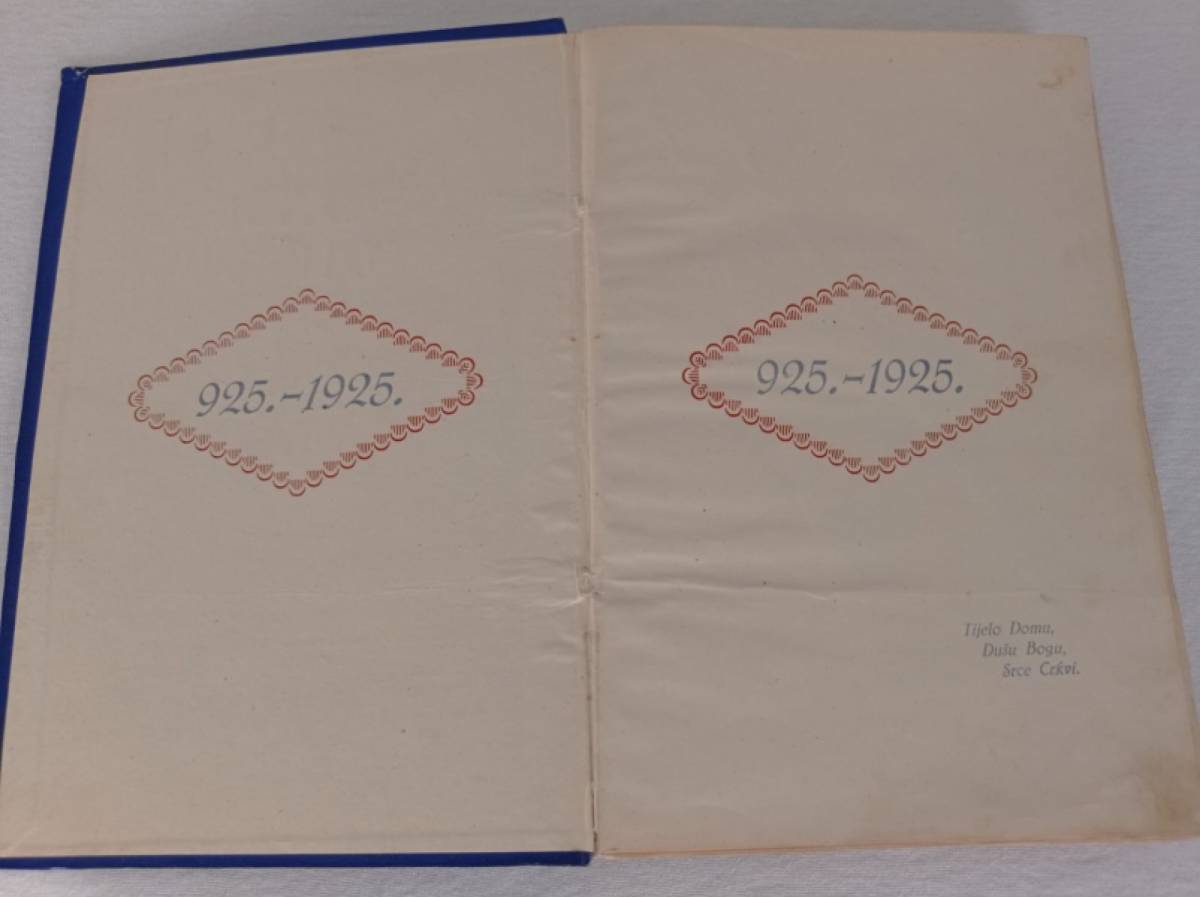 925.-1925.
925.-1925.
Tijelo Domu,
Dušu Bogu,
Srce Crkvi.